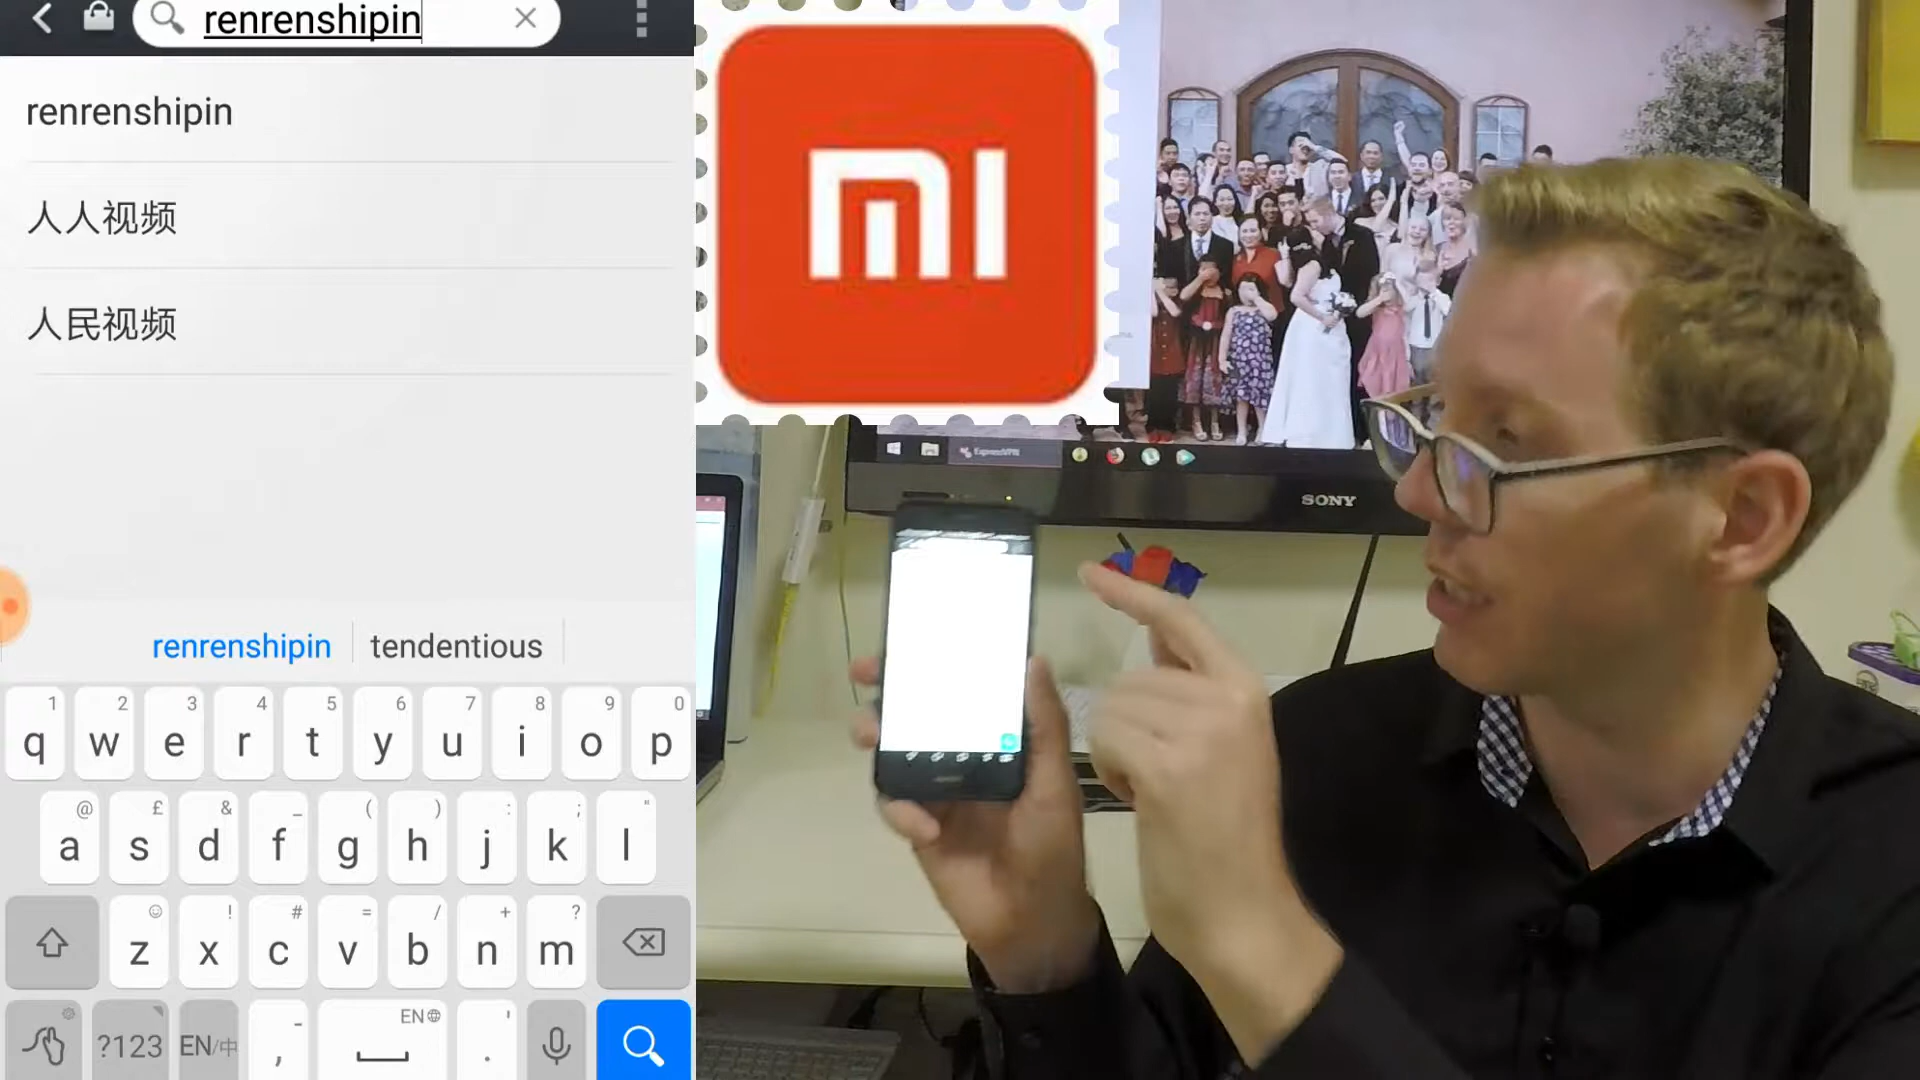 renrenshipin
renrenshipin
人人视频
人民视频
renrenshipin tendentious
1 2 3 4 5 6 7 8 9 0
q w e r t y u i o p
@ £ & _ ( ) : ; "
a s d f g h j k l
! # = / + ?
z x c v b n m
- EN '
?123 EN/中 , .
mi
ExpressVPN
SONY